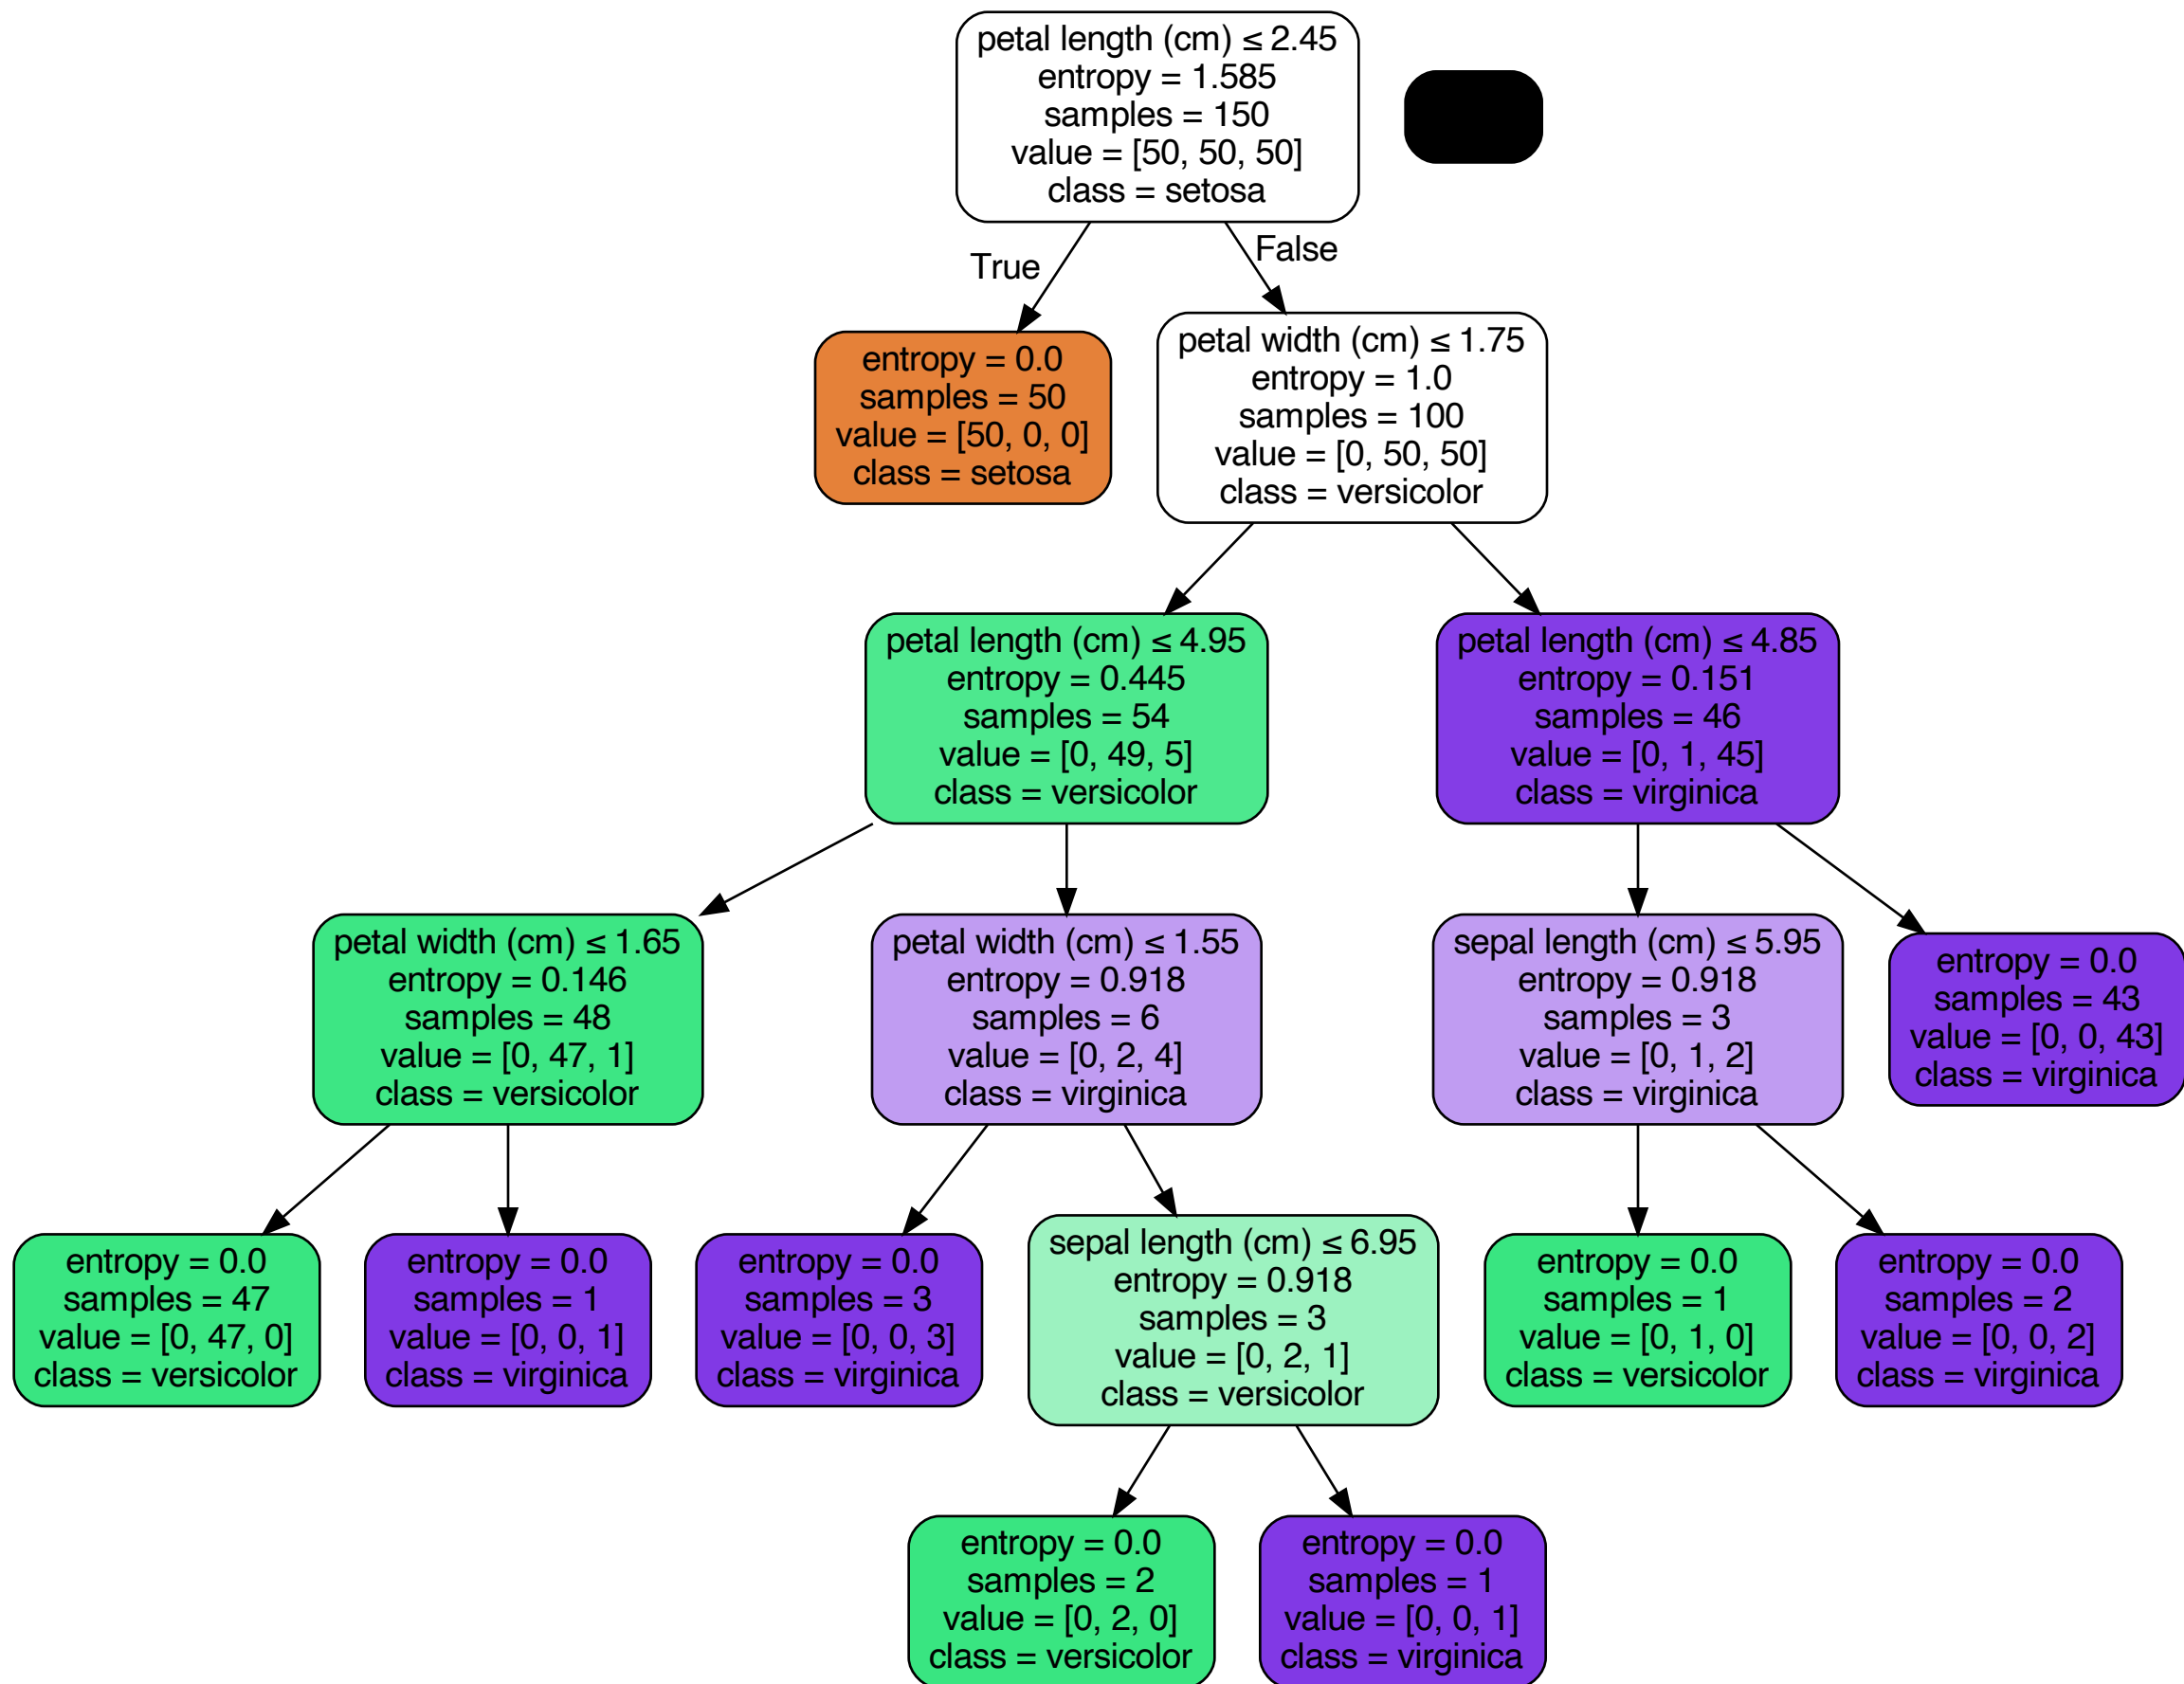 petal length (cm) ≤ 2.45
entropy = 1.585
samples = 150
value = [50, 50, 50]
class = setosa
True
False
entropy = 0.0
samples = 50
value = [50, 0, 0]
class = setosa
petal width (cm) ≤ 1.75
entropy = 1.0
samples = 100
value = [0, 50, 50]
class = versicolor
petal length (cm) ≤ 4.95
entropy = 0.445
samples = 54
value = [0, 49, 5]
class = versicolor
petal length (cm) ≤ 4.85
entropy = 0.151
samples = 46
value = [0, 1, 45]
class = virginica
petal width (cm) ≤ 1.65
entropy = 0.146
samples = 48
value = [0, 47, 1]
class = versicolor
petal width (cm) ≤ 1.55
entropy = 0.918
samples = 6
value = [0, 2, 4]
class = virginica
sepal length (cm) ≤ 5.95
entropy = 0.918
samples = 3
value = [0, 1, 2]
class = virginica
entropy = 0.0
samples = 43
value = [0, 0, 43]
class = virginica
entropy = 0.0
samples = 47
value = [0, 47, 0]
class = versicolor
entropy = 0.0
samples = 1
value = [0, 0, 1]
class = virginica
entropy = 0.0
samples = 3
value = [0, 0, 3]
class = virginica
sepal length (cm) ≤ 6.95
entropy = 0.918
samples = 3
value = [0, 2, 1]
class = versicolor
entropy = 0.0
samples = 1
value = [0, 1, 0]
class = versicolor
entropy = 0.0
samples = 2
value = [0, 0, 2]
class = virginica
entropy = 0.0
samples = 2
value = [0, 2, 0]
class = versicolor
entropy = 0.0
samples = 1
value = [0, 0, 1]
class = virginica